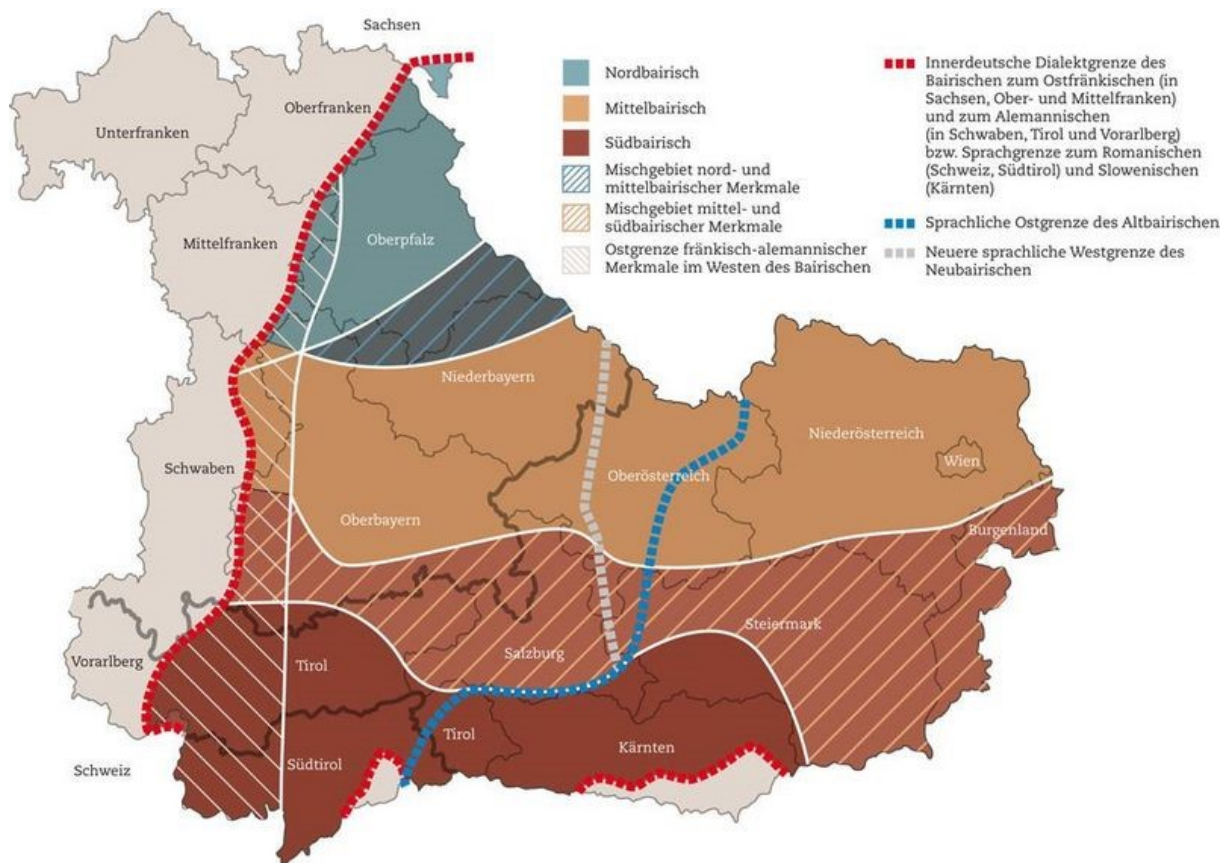 Sachsen
Oberfranken
Unterfranken
Mittelfranken
Oberpfalz
Niederbayern
Schwaben
Oberbayern
Oberösterreich
Niederösterreich
Wien
Burgenland
Steiermark
Salzburg
Vorarlberg
Tirol
Tirol
Kärnten
Südtirol
Schweiz
Nordbairisch
Mittelbairisch
Südbairisch
Mischgebiet nord- und
mittelbairischer Merkmale
Mischgebiet mittel- und
südbairischer Merkmale
Ostgrenze fränkisch-alemannischer
Merkmale im Westen des Bairischen
Innerdeutsche Dialektgrenze des
Bairischen zum Ostfränkischen (in
Sachsen, Ober- und Mittelfranken)
und zum Alemannischen
(in Schwaben, Tirol und Vorarlberg)
bzw. Sprachgrenze zum Romanischen
(Schweiz, Südtirol) und Slowenischen
(Kärnten)
Sprachliche Ostgrenze des Altbairischen
Neuere sprachliche Westgrenze des
Neubairischen